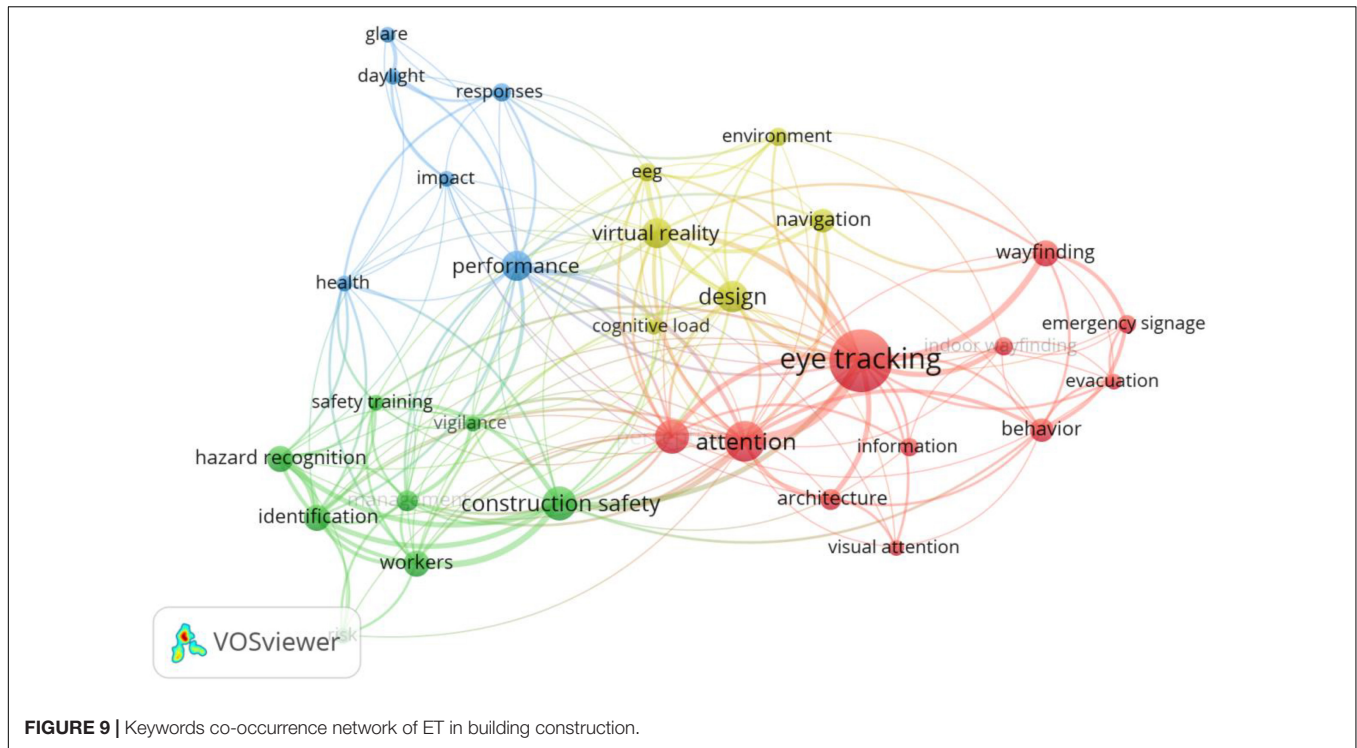 glare
daylight
responses
environment
eeg
impact
navigation
virtual reality
wayfinding
performance
health
design
cognitive load
emergency signage
indoor wayfinding
eye tracking
evacuation
safety training
vigilance
behavior
attention
information
hazard recognition
management
architecture
construction safety
identification
visual attention
workers
risk
VOSviewer
FIGURE 9 | Keywords co-occurrence network of ET in building construction.